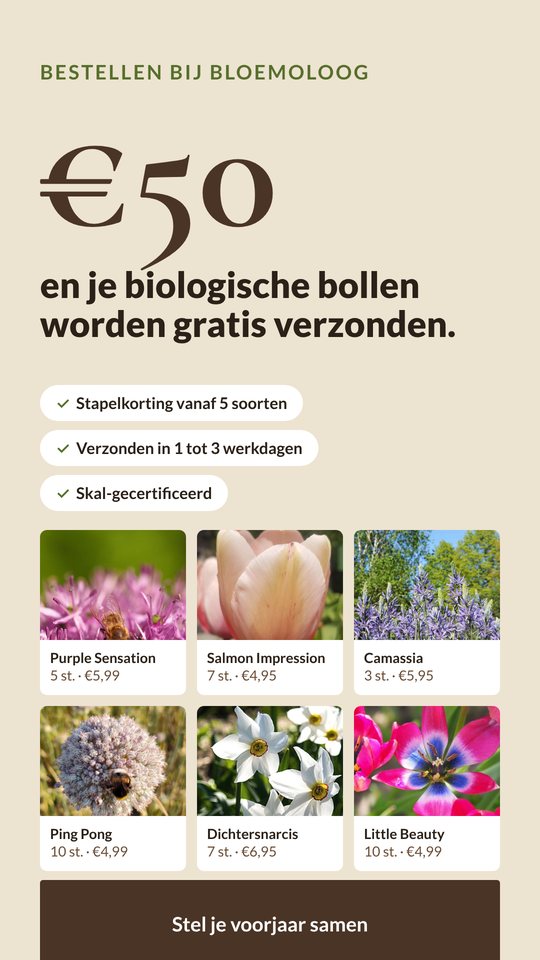 BESTELLEN BIJ BLOEMOLOOG
€50
en je biologische bollen
worden gratis verzonden.
✓ Stapelkorting vanaf 5 soorten
✓ Verzonden in 1 tot 3 werkdagen
✓ Skal-gecertificeerd
Purple Sensation
5 st. · €5,99
Salmon Impression
7 st. · €4,95
Camassia
3 st. · €5,95
Ping Pong
10 st. · €4,99
Dichtersnarcis
7 st. · €6,95
Little Beauty
10 st. · €4,99
Stel je voorjaar samen